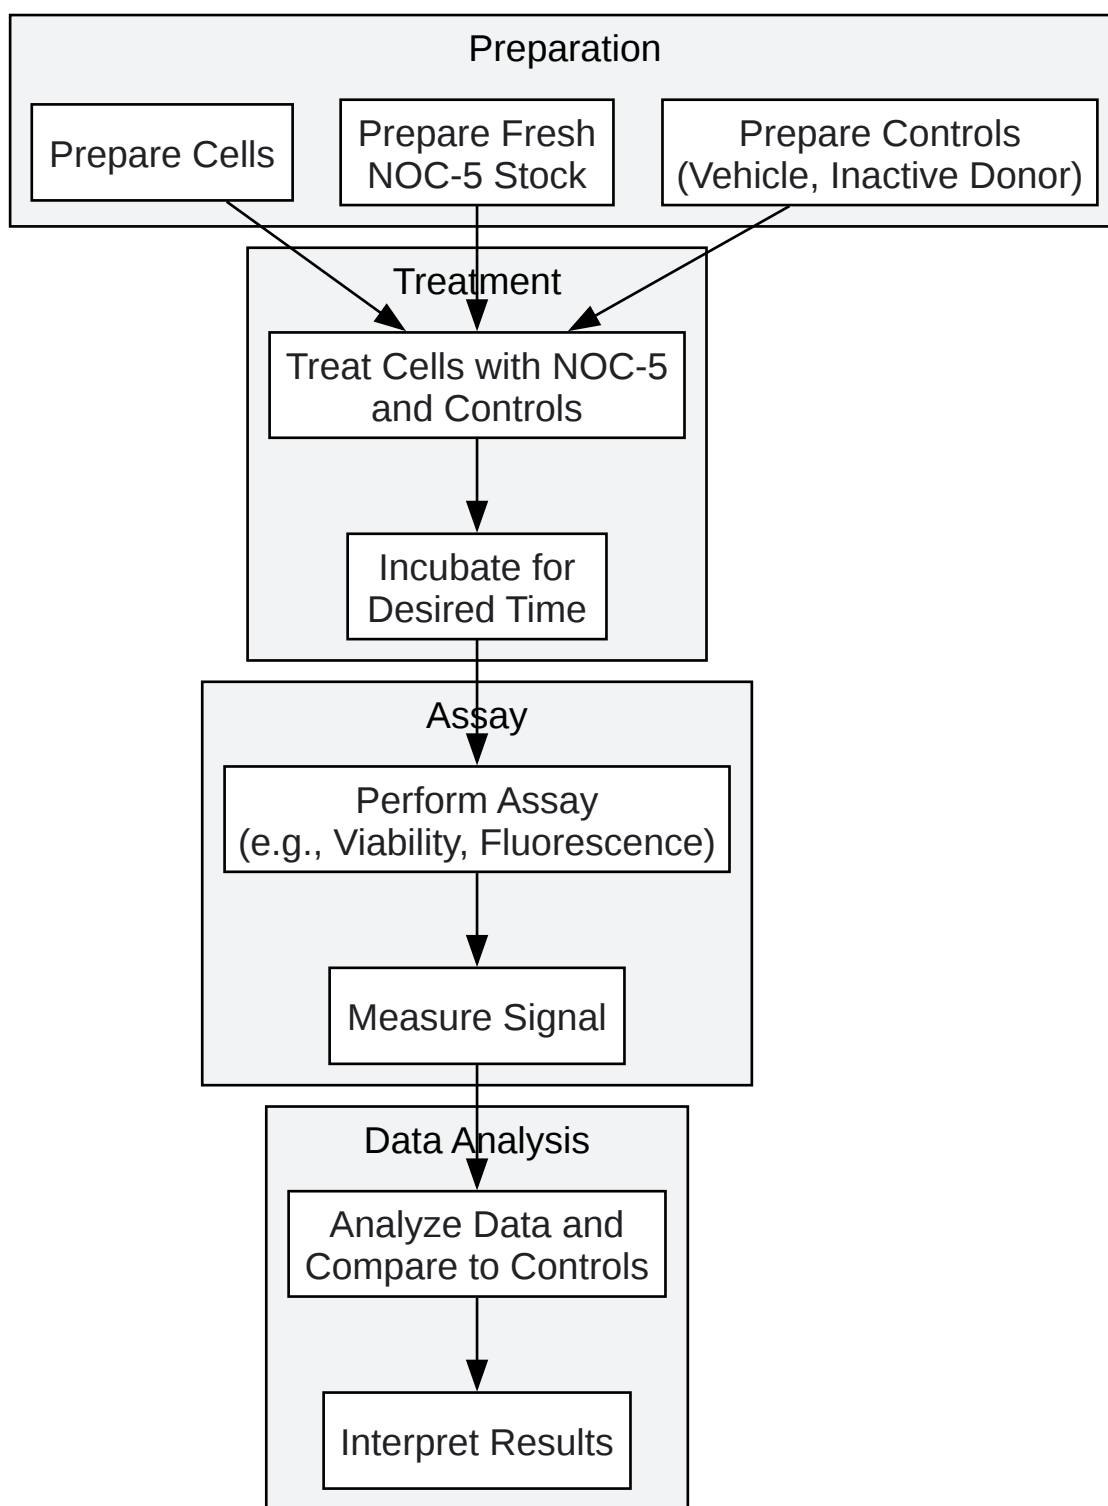 Preparation
Prepare Cells
Prepare Fresh
NOC-5 Stock
Prepare Controls
(Vehicle, Inactive Donor)
Treatment
Treat Cells with NOC-5
and Controls
Incubate for
Desired Time
Assay
Perform Assay
(e.g., Viability, Fluorescence)
Measure Signal
Data Analysis
Analyze Data and
Compare to Controls
Interpret Results